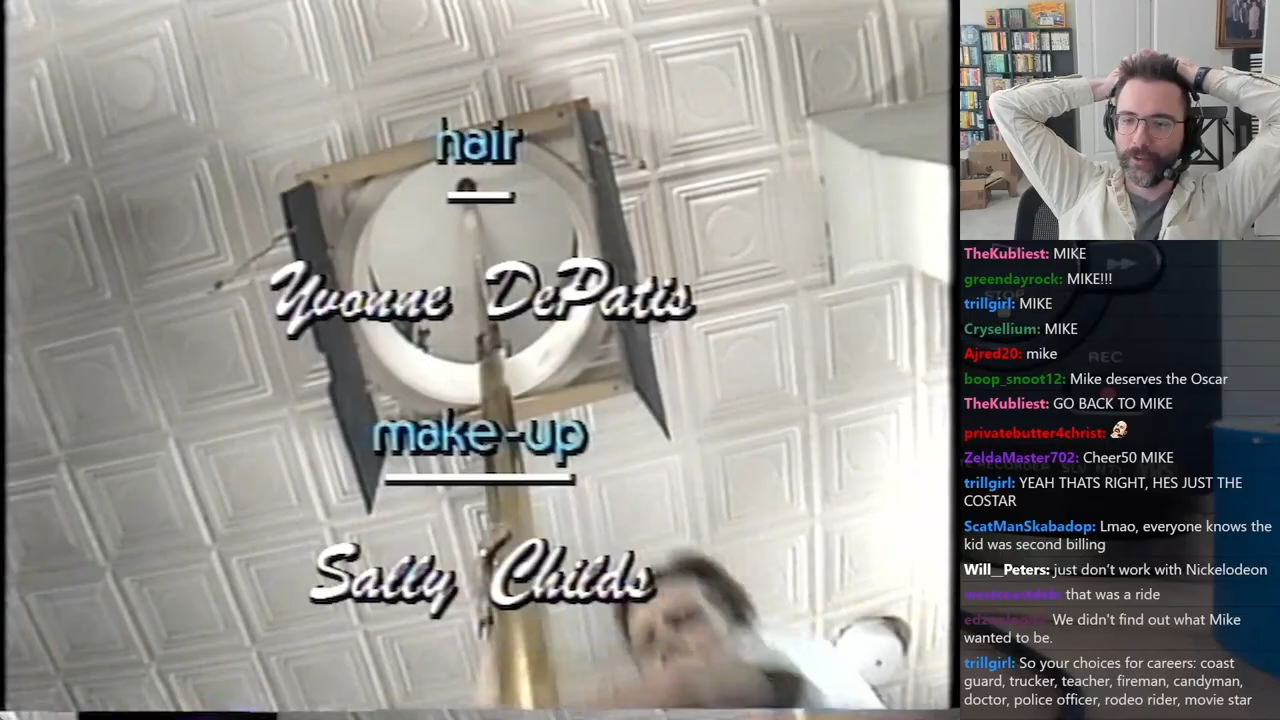 hair
Yvonne DePatis
make-up
Sally Childs
TheKubliest: MIKE
greendayrock: MIKE!!!
STOP
trillgirl: MIKE
Crysellium: MIKE
Ajred20: mike
REC
boop_snoot12: Mike deserves the Oscar
TheKubliest: GO BACK TO MIKE
privatebutter4christ:
ZeldaMaster702: Cheer50 MIKE
trillgirl: YEAH THATS RIGHT, HES JUST THE
COSTAR
ScatManSkabadop: Lmao, everyone knows the
kid was second billing
Will__Peters: just don't work with Nickelodeon
that was a ride
We didn't find out what Mike
wanted to be.
trillgirl: So your choices for careers: coast
guard, trucker, teacher, fireman, candyman,
doctor, police officer, rodeo rider, movie star